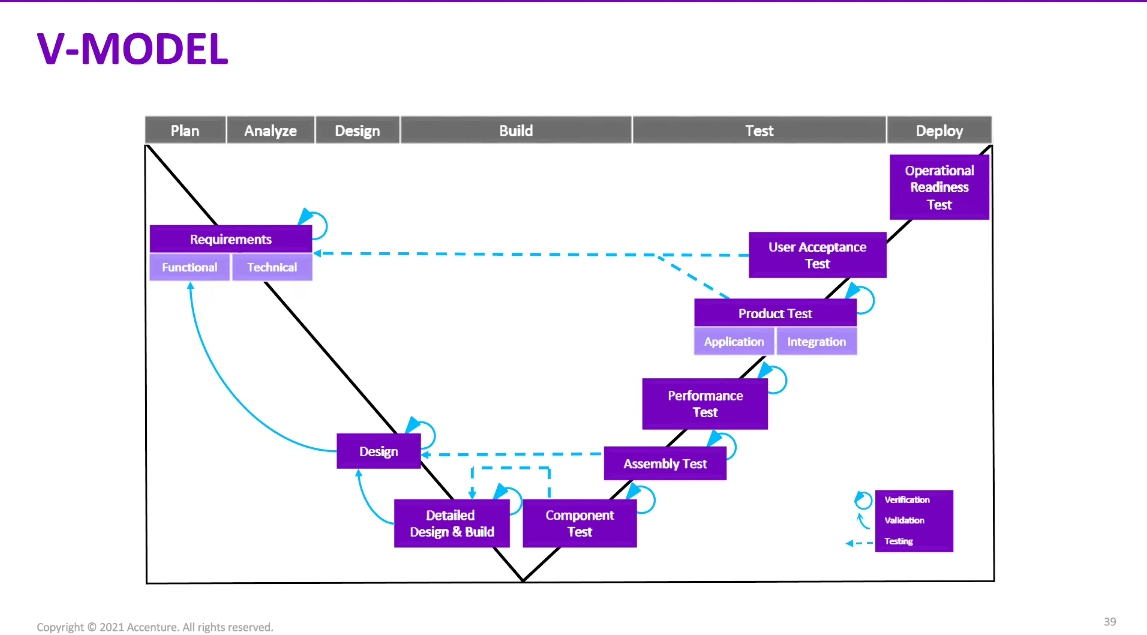 V-MODEL
Plan
Analyze
Design
Build
Test
Deploy
Operational
Readiness
Test
Requirements
Functional
Technical
User Acceptance
Test
Product Test
Application
Integration
Performance
Test
Design
Assembly Test
Detailed
Design & Build
Component
Test
Verification
Validation
Testing
Copyright © 2021 Accenture. All rights reserved.
39